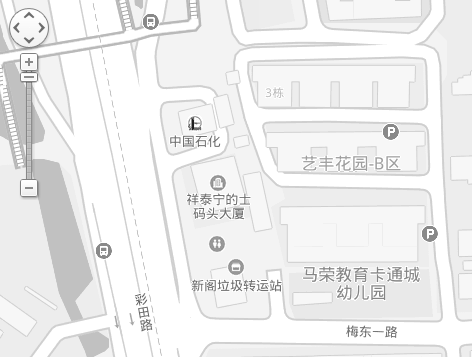 3栋
中国石化
艺丰花园-B区
P
祥泰宁的士
码头大厦
P
马荣教育卡通城
幼儿园
新阁垃圾转运站
彩田路
梅东一路